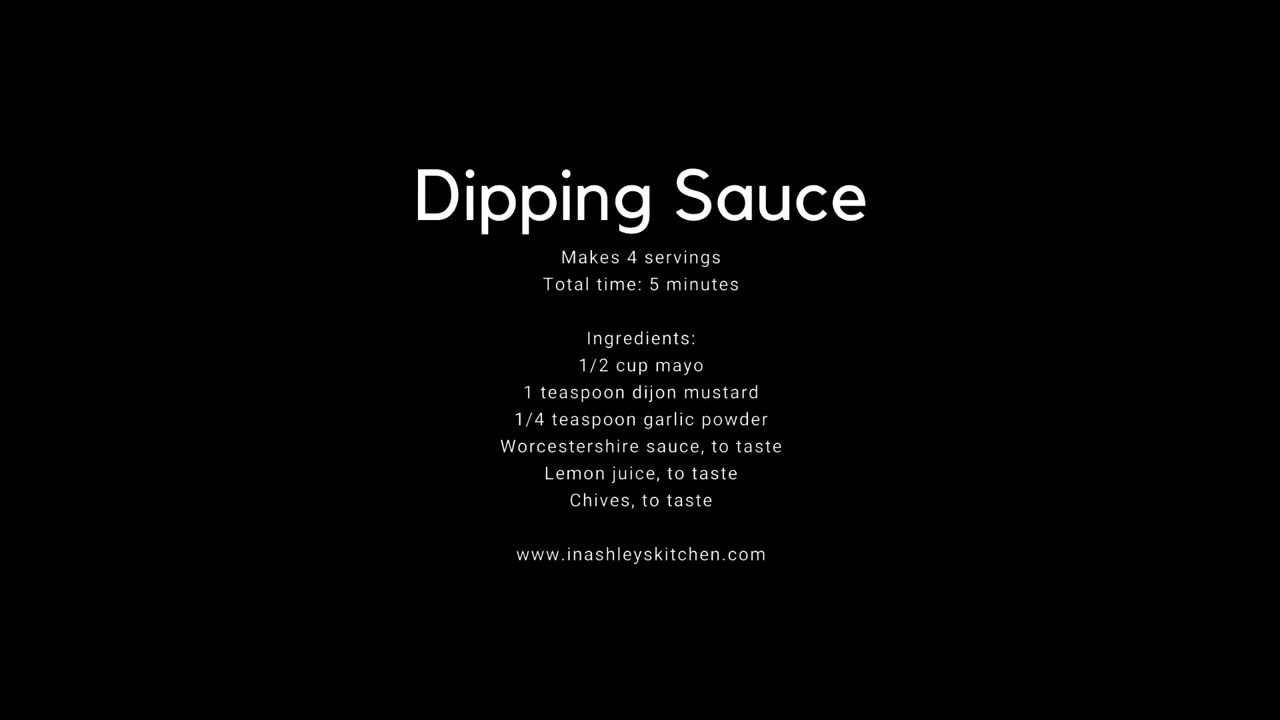 Dipping Sauce
Makes 4 servings
Total time: 5 minutes
Ingredients:
1/2 cup mayo
1 teaspoon dijon mustard
1/4 teaspoon garlic powder
Worcestershire sauce, to taste
Lemon juice, to taste
Chives, to taste
www.inashleyskitchen.com